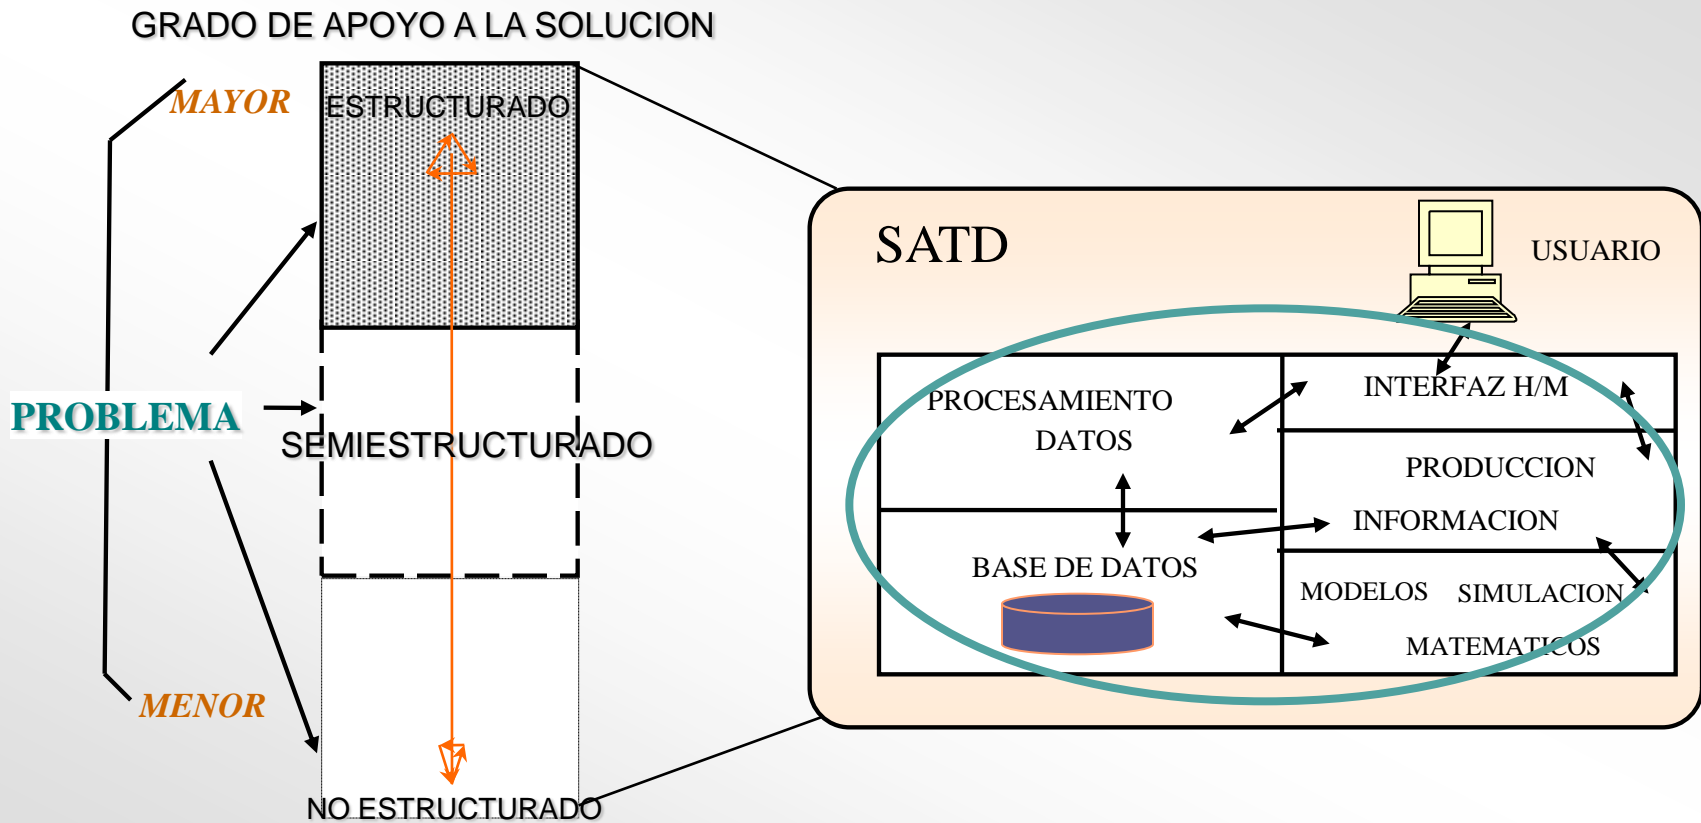 GRADO DE APOYO A LA SOLUCION
MAYOR
ESTRUCTURADO
PROBLEMA
SEMIESTRUCTURADO
MENOR
NO ESTRUCTURADO
SATD
USUARIO
PROCESAMIENTO
DATOS
INTERFAZ H/M
PRODUCCION
INFORMACION
BASE DE DATOS
MODELOS SIMULACION
MATEMATICOS